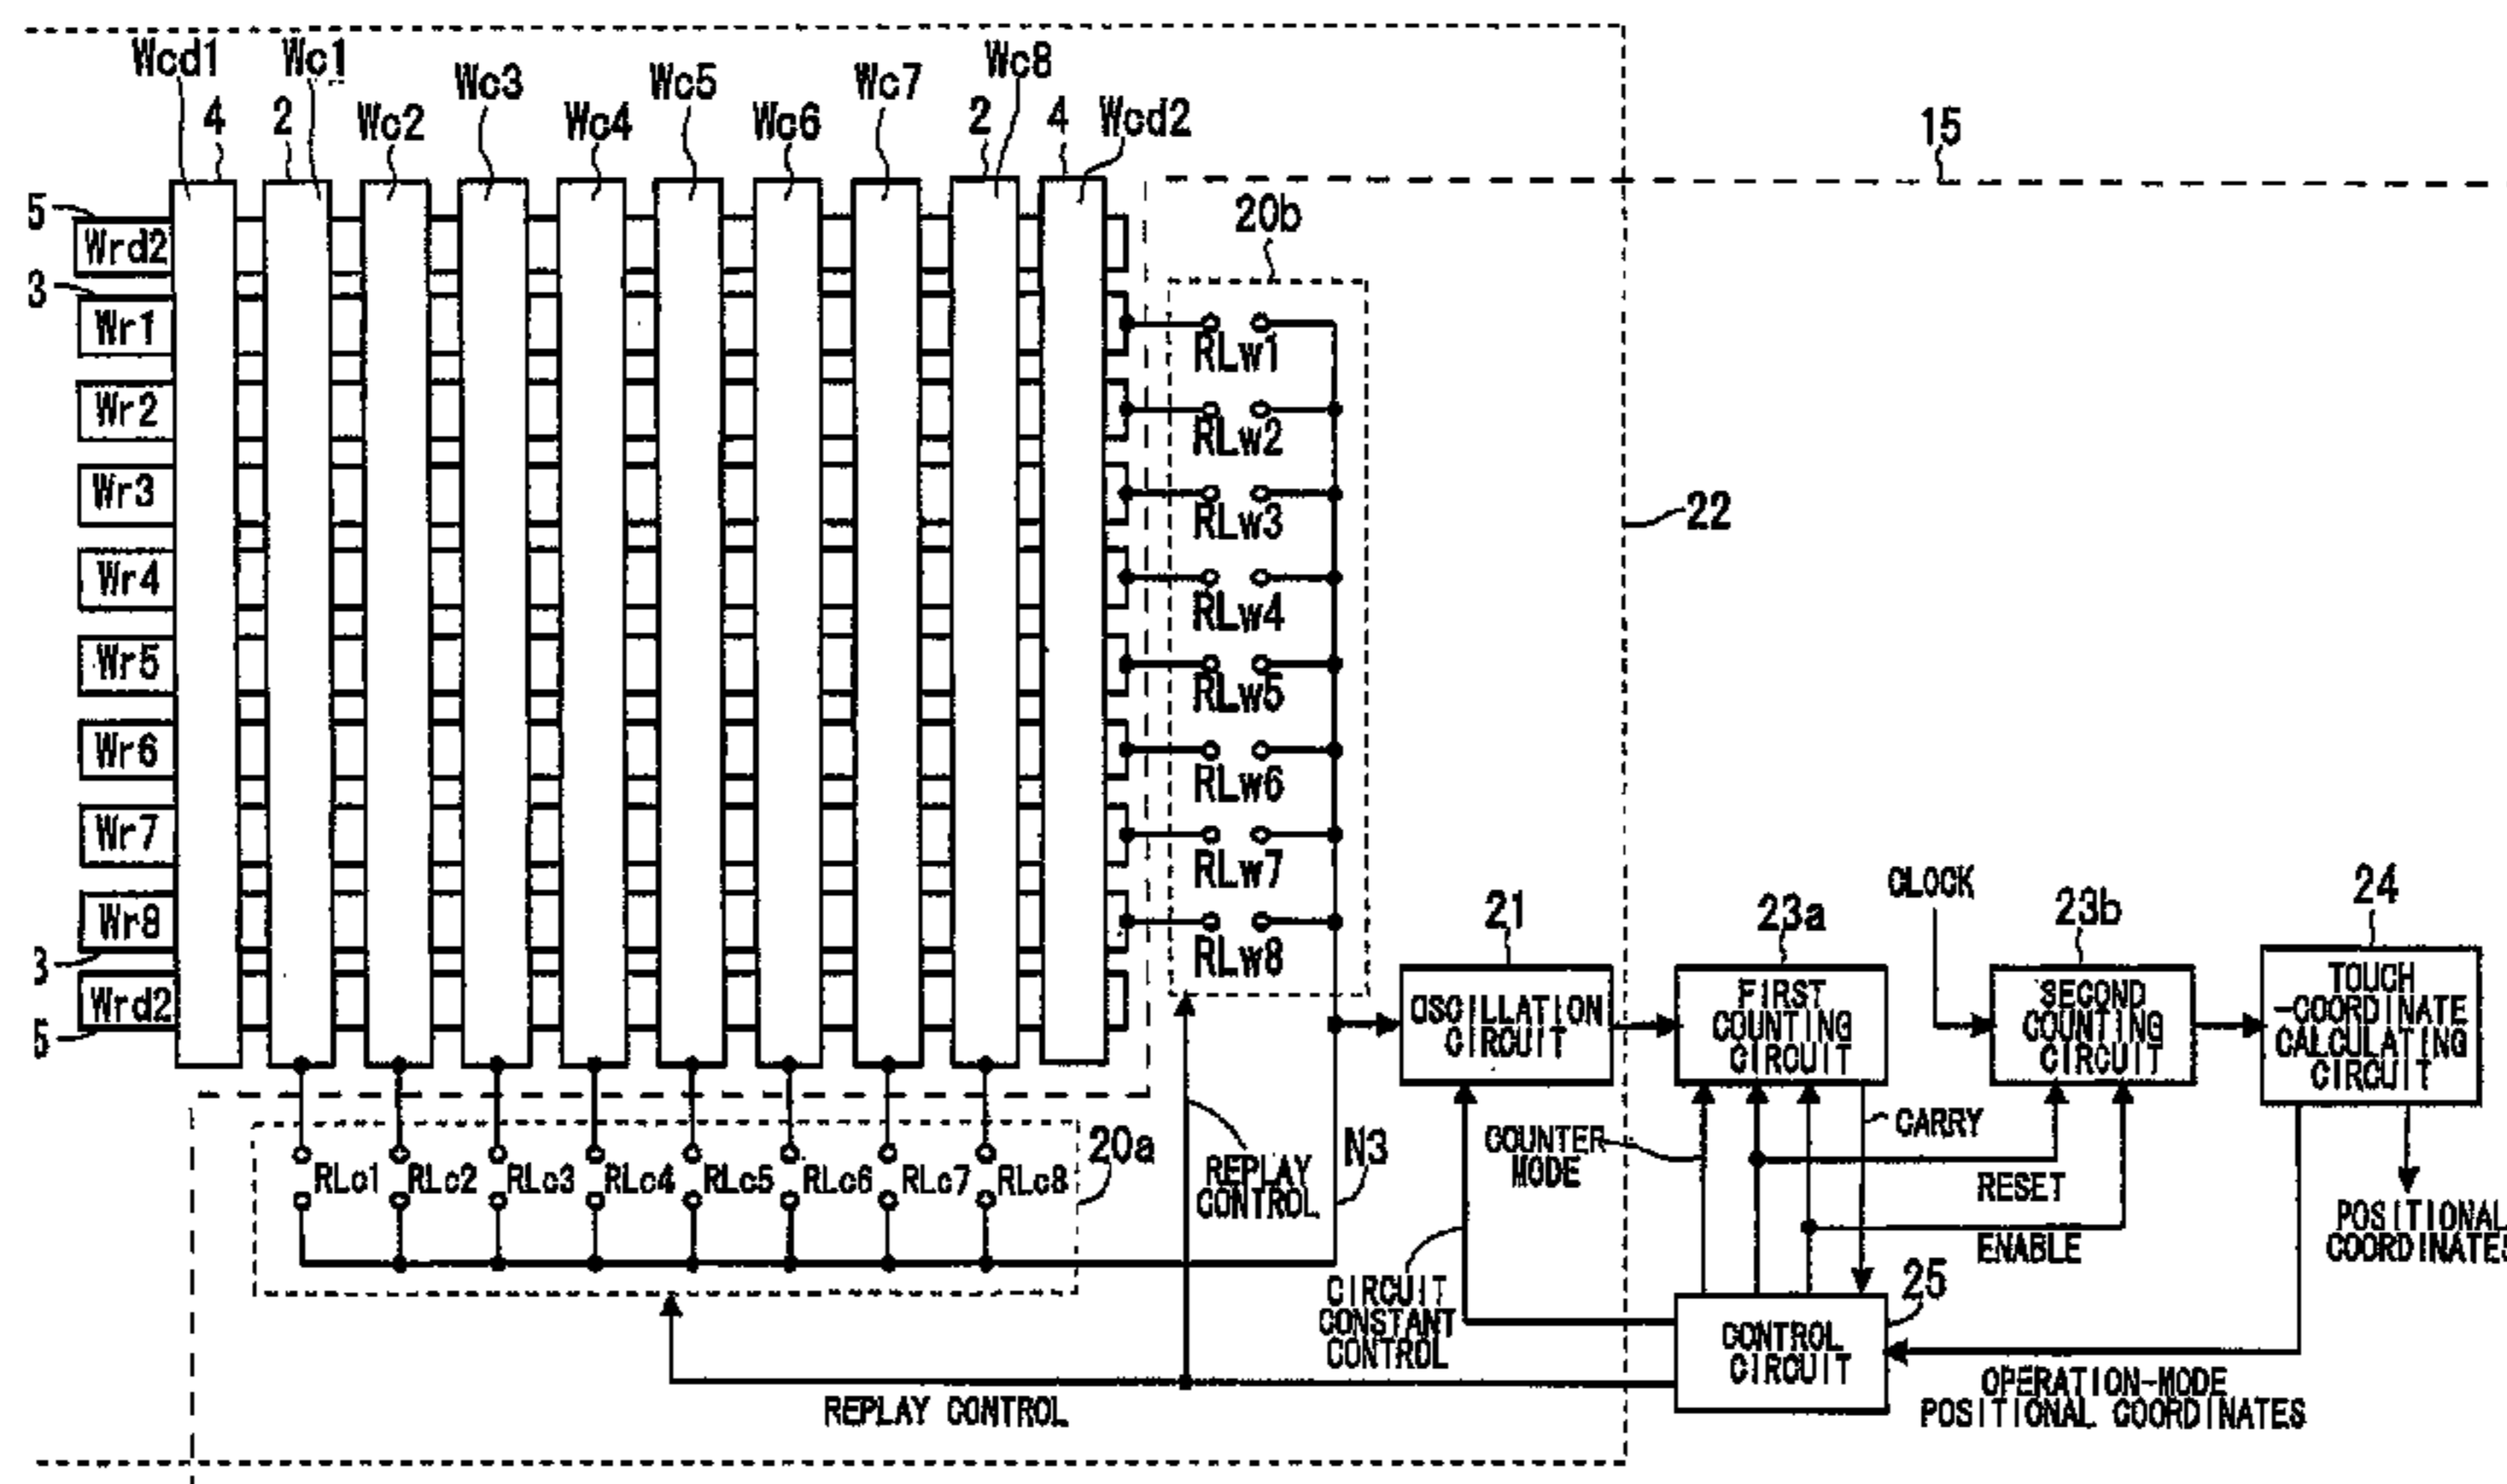 Wcd1
Wc1
Wc2
Wc3
Wc4
Wc5
Wc6
Wc7
Wc8
Wcd2
4
2
2
4
15
5
Wrd2
3
Wr1
Wr2
Wr3
Wr4
Wr5
Wr6
Wr7
Wr8
3
Wrd2
5
20b
RLw1
RLw2
RLw3
RLw4
RLw5
RLw6
RLw7
RLw8
22
21
OSCILLATION
CIRCUIT
23a
FIRST
COUNTING
CIRCUIT
CLOCK
23b
SECOND
COUNTING
CIRCUIT
24
TOUCH
-COORDINATE
CALCULATING
CIRCUIT
RLc1
RLc2
RLc3
RLc4
RLc5
RLc6
RLc7
RLc8
20a
REPLAY
CONTROL
N3
COUNTER
MODE
CARRY
RESET
ENABLE
POSITIONAL
COORDINATES
CIRCUIT
CONSTANT
CONTROL
25
CONTROL
CIRCUIT
OPERATION-MODE
POSITIONAL COORDINATES
REPLAY CONTROL